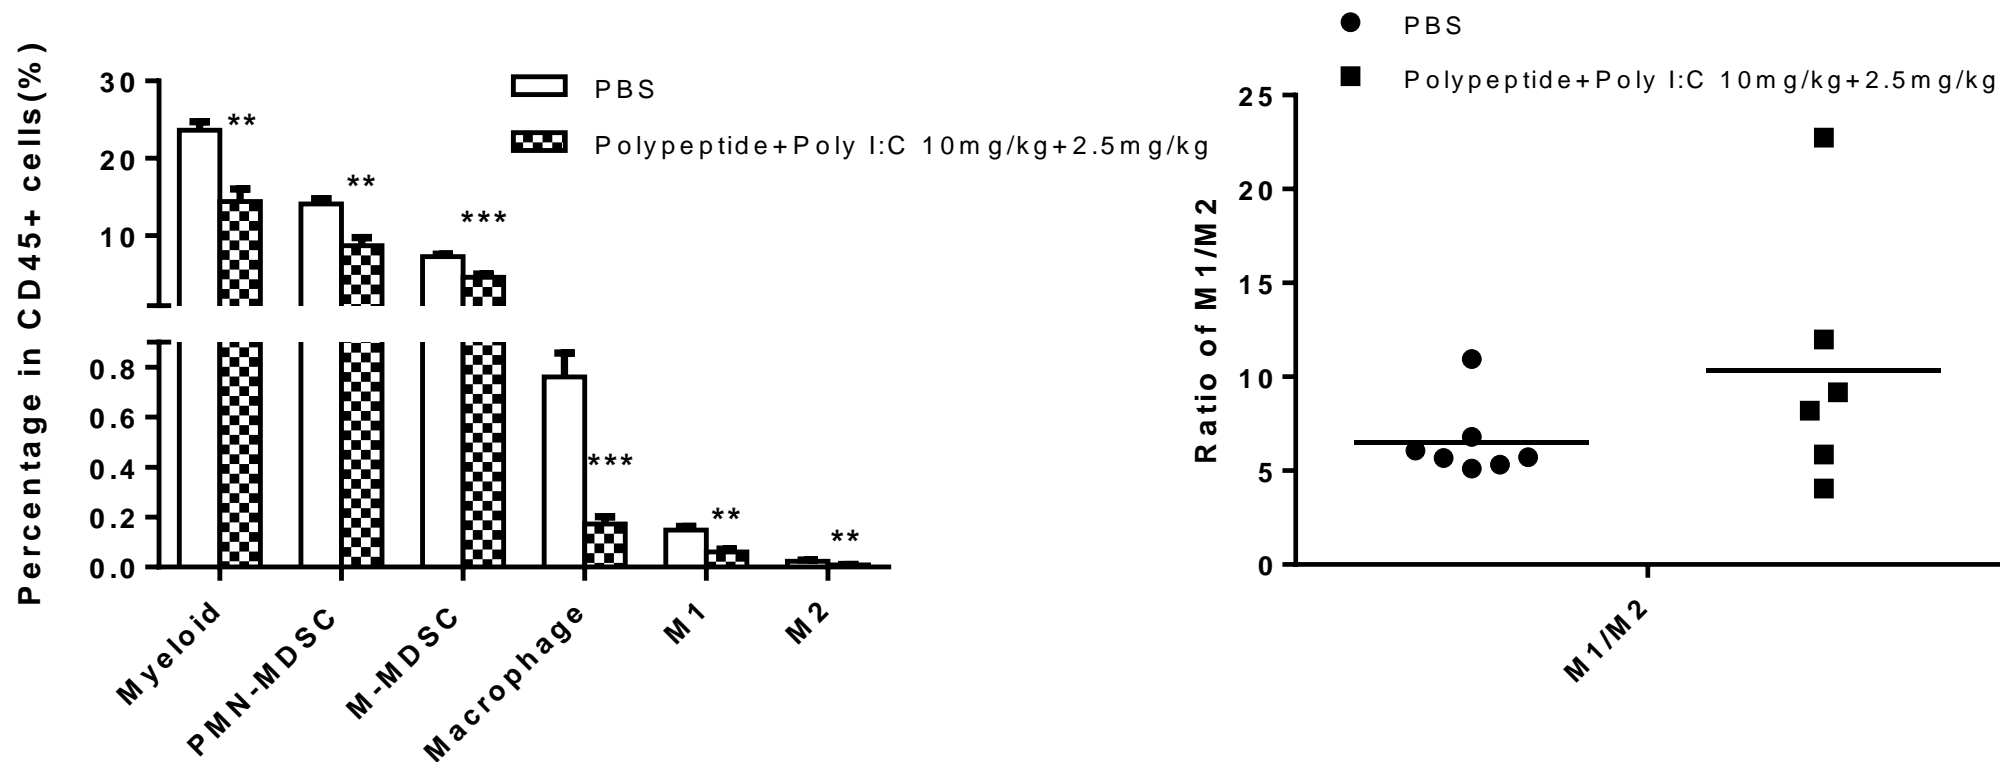 Percentage in CD45+ cells(%)
30
20
10
0.8
0.6
0.4
0.2
0.0
PBS
Polypeptide+Poly I:C 10mg/kg+2.5mg/kg
**
**
***
***
**
**
Myeloid
PMN-MDSC
M-MDSC
Macrophage
M1
M2
PBS
Polypeptide+Poly I:C 10mg/kg+2.5mg/kg
Ratio of M1/M2
25
20
15
10
5
0
M1/M2